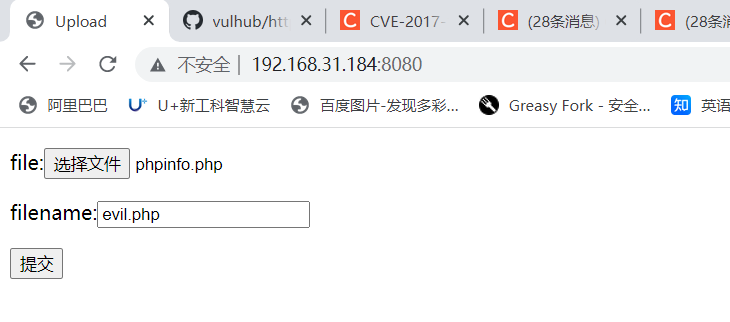 Upload
vulhub/htt
CVE-2017-
(28条消息)
(28条
不安全 | 192.168.31.184:8080
阿里巴巴
U+新工科智慧云
百度图片-发现多彩...
Greasy Fork - 安全...
知 英语
file: 选择文件 phpinfo.php
filename: evil.php
提交